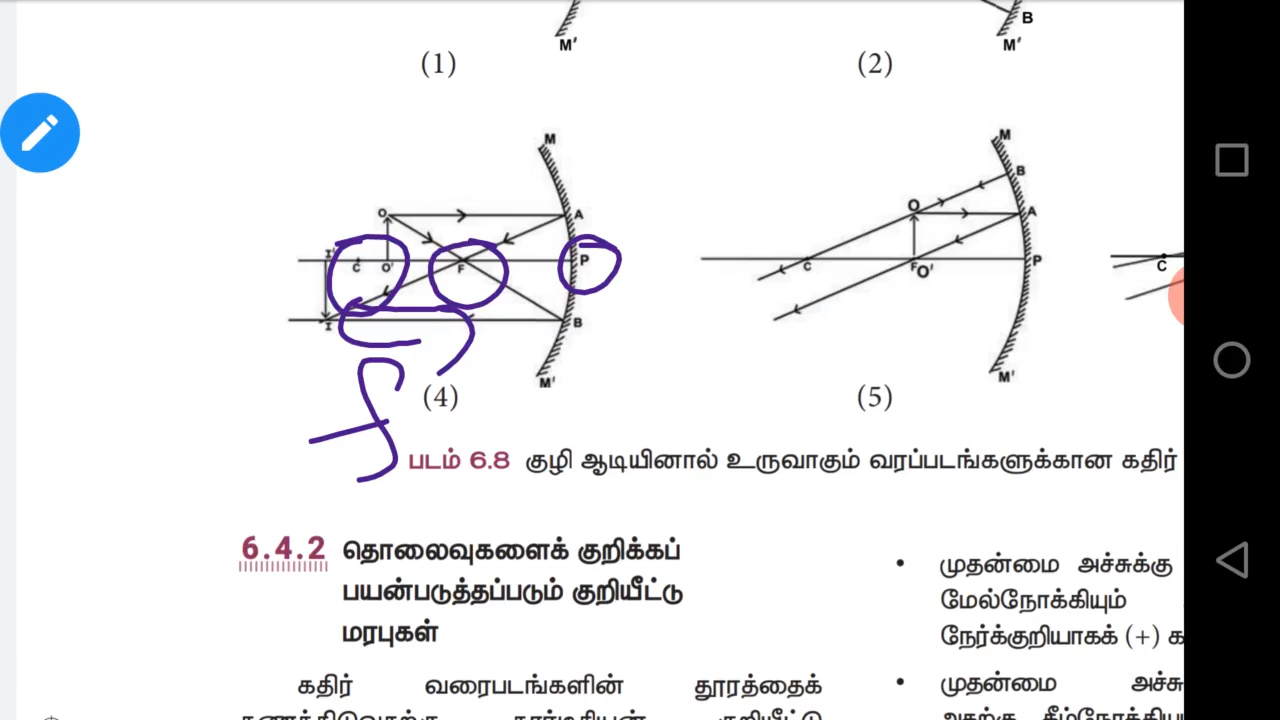 M'
(1)
B
M'
(2)
M
O
A
I'
C
O'
F
P
I
B
M'
f
(4)
M
B
O
A
C
F
O'
P
M'
(5)
C
படம் 6.8 குழி ஆடியினால் உருவாகும் வரப்படங்களுக்கான கதிர்
6.4.2 தொலைவுகளைக் குறிக்கப்
பயன்படுத்தப்படும் குறியீட்டு
மரபுகள்
கதிர் வரைபடங்களின் தூரத்தைக்
• முதன்மை அச்சுக்கு
மேல்நோக்கியும்
நேர்க்குறியாகக் (+)
• முதன்மை